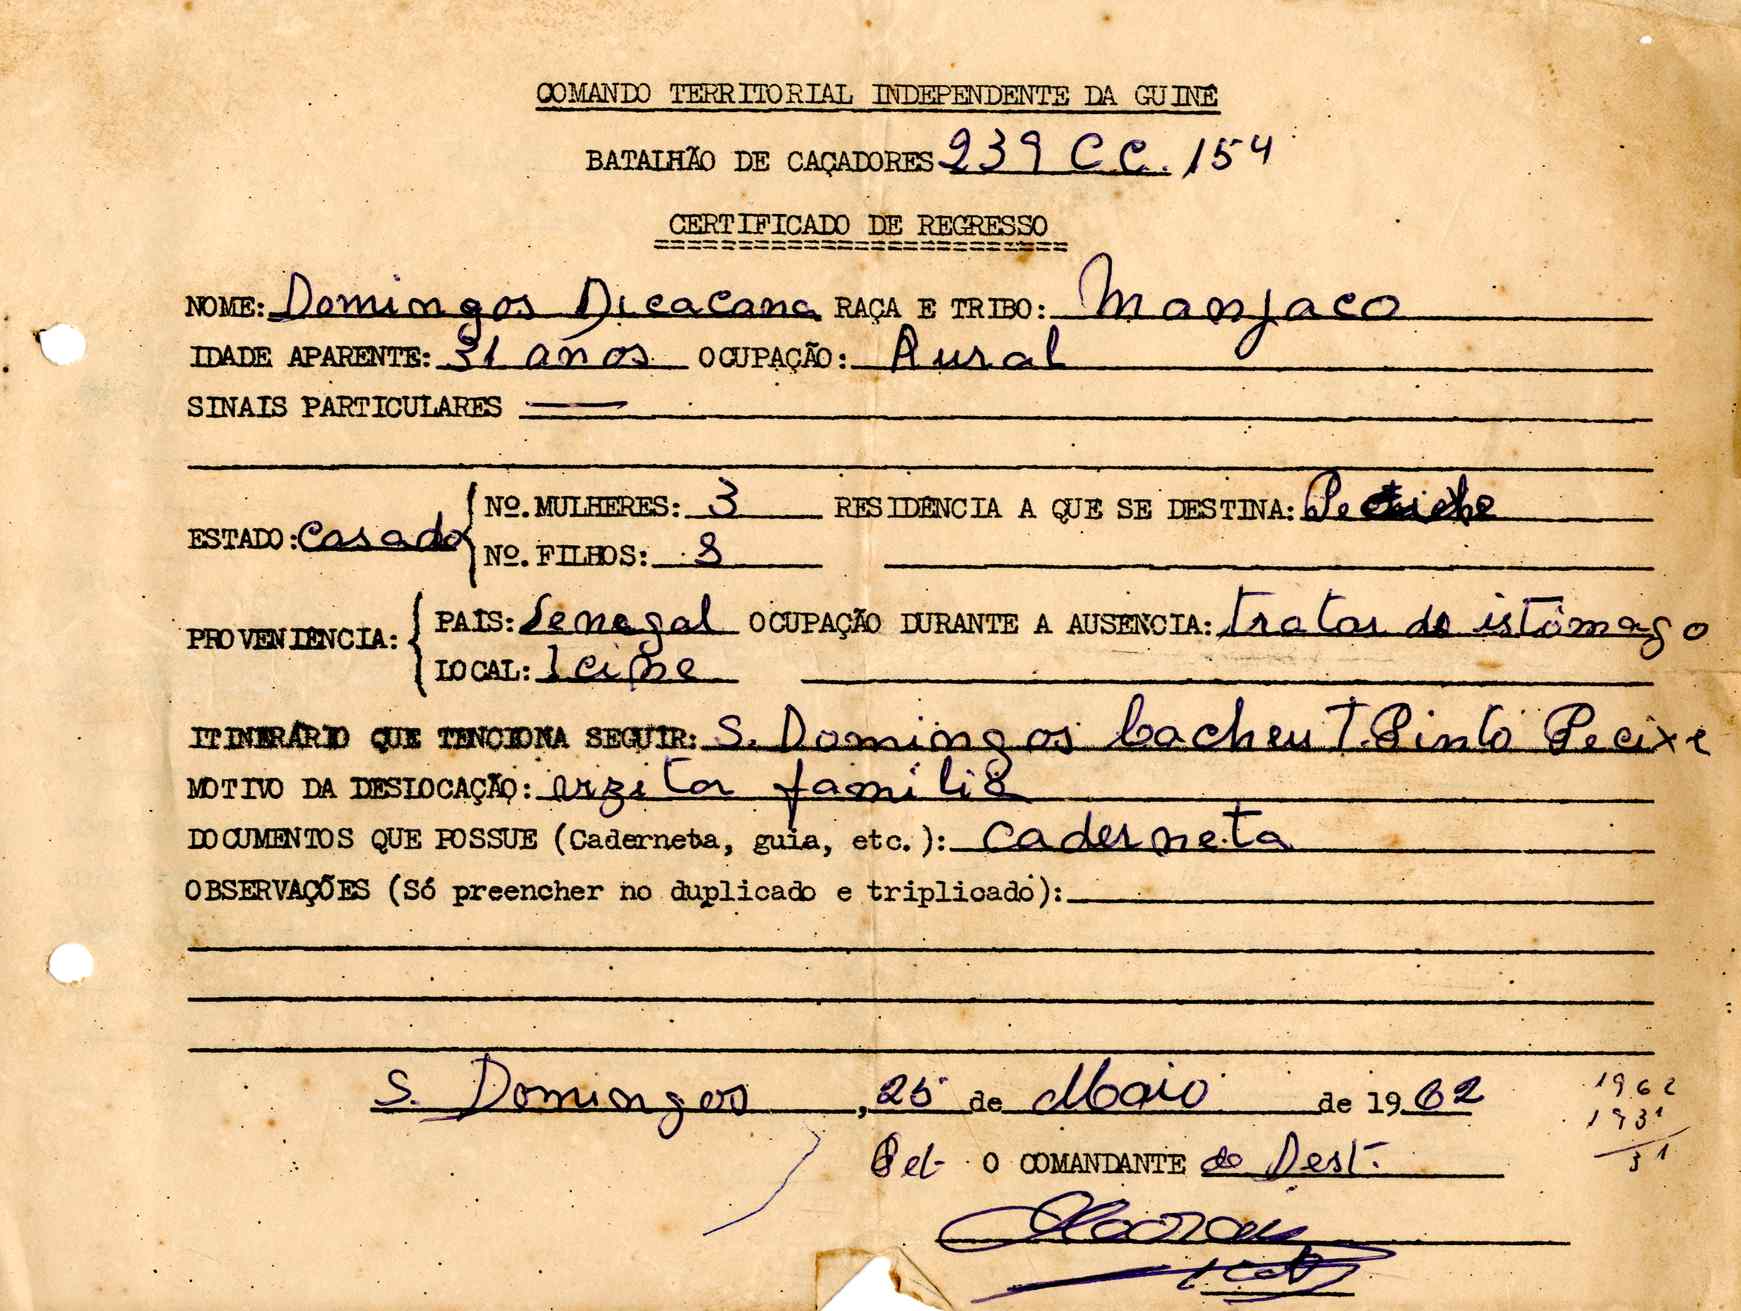 COMANDO TERRITORIAL INDEPENDENTE DA GUINÉ
BATALHÃO DE CAÇADORES 239 C.C. 154
CERTIFICADO DE REGRESSO
NOME: Domingos Dicacana RAÇA E TRIBO: Manjaco
IDADE APARENTE: 31 anos OCUPAÇÃO: Rural
SINAIS PARTICULARES —
ESTADO: Casado Nº. MULHERES: 3 RESIDÊNCIA A QUE SE DESTINA:
Nº. FILHOS: 8
PROVENIÊNCIA: PAÍS: Senegal OCUPAÇÃO DURANTE A AUSÊNCIA: tratar do istômago
LOCAL:
ITINERÁRIO QUE TENCIONA SEGUIR: S. Domingos Cacheu T. Pinto Pecixe
MOTIVO DA DESLOCAÇÃO: vizitar familia
DOCUMENTOS QUE POSSUE (Caderneta, guia, etc.): caderneta
OBSERVAÇÕES (Só preencher no duplicado e triplicado):
S. Domingos, 25 de Maio de 1962
1962
1931
31
O COMANDANTE do Dest.